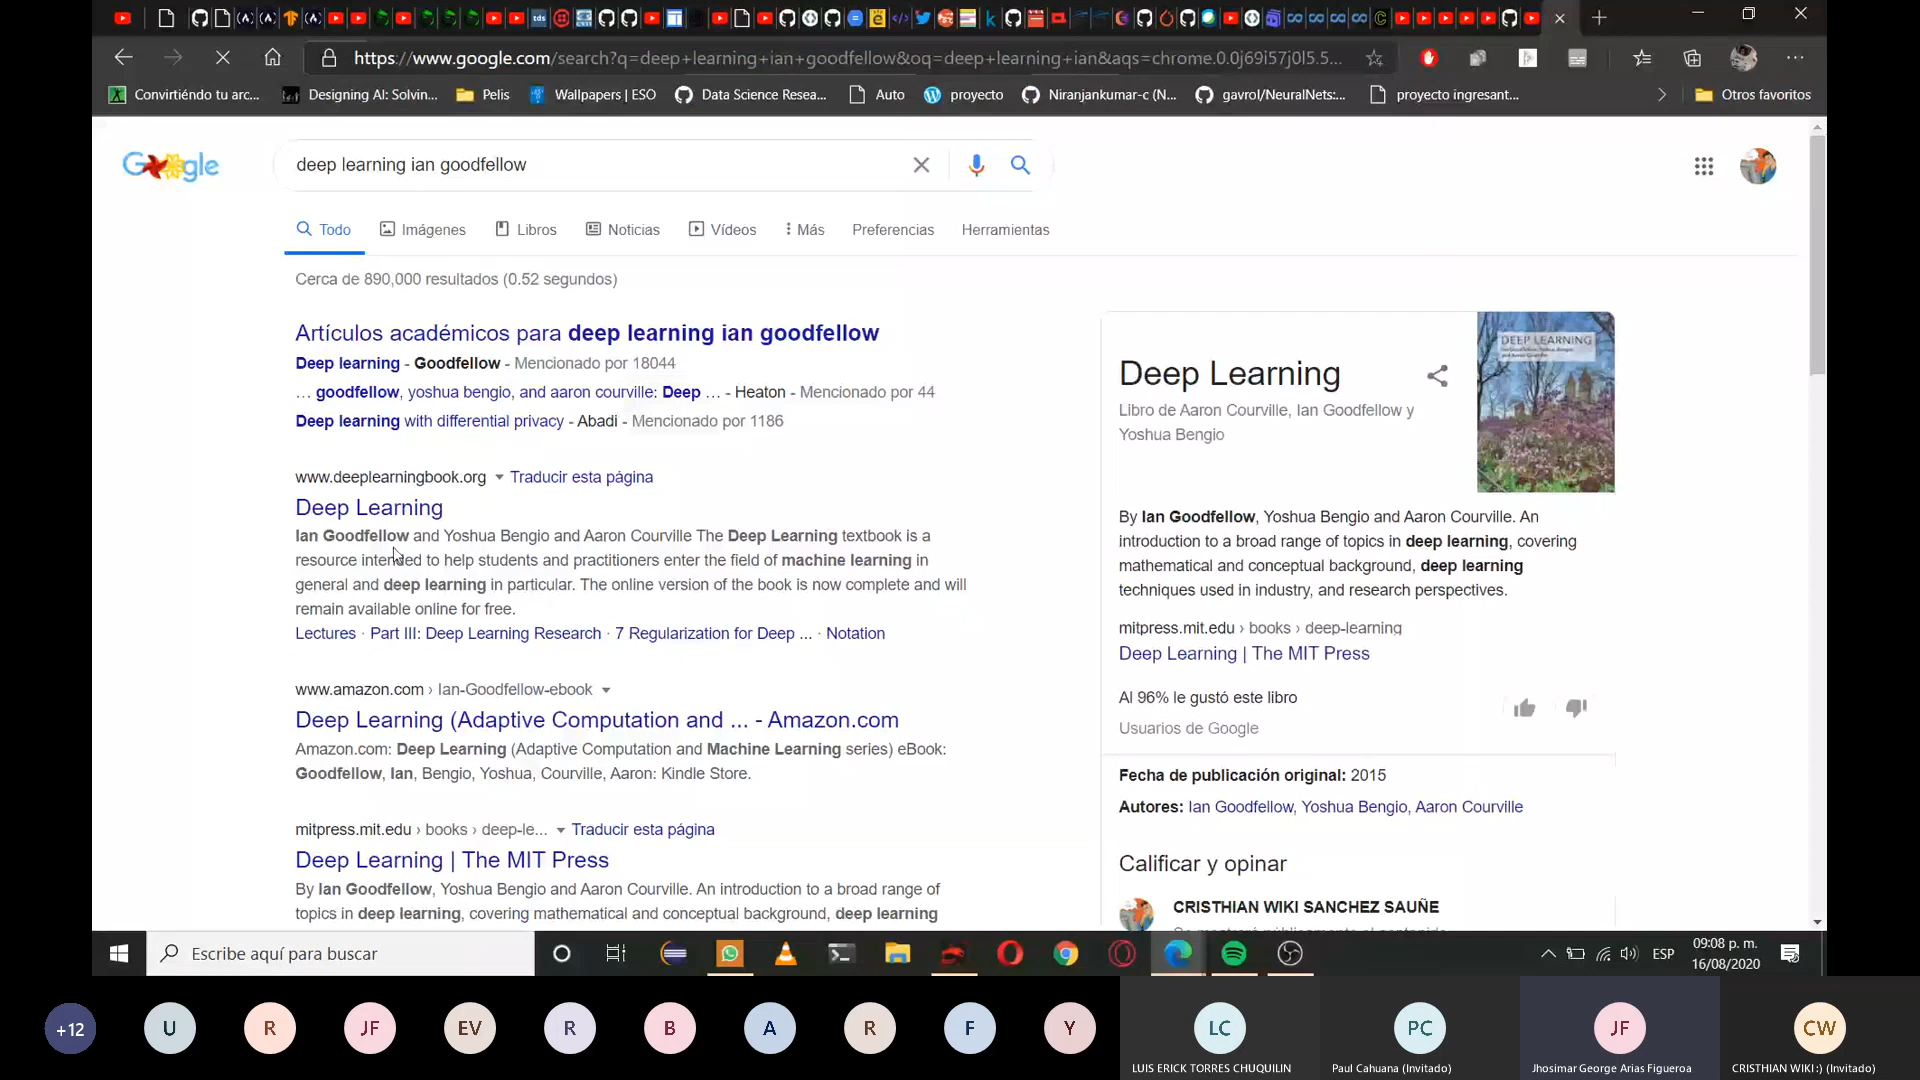 https://www.google.com/search?q=deep+learning+ian+goodfellow&oq=deep+learning+ian&aqs=chrome.0.0j69i57j0l5.5...
Convirtiéndo tu arc...
Designing AI: Solvin...
Pelis
Wallpapers | ESO
Data Science Resea...
Auto
proyecto
Niranjankumar-c (N...
gavrol/NeuralNets:...
proyecto ingresant...
Otros favoritos
Google
deep learning ian goodfellow
Todo
Imágenes
Libros
Noticias
Vídeos
Más
Preferencias
Herramientas
Cerca de 890,000 resultados (0.52 segundos)
Artículos académicos para deep learning ian goodfellow
Deep learning - Goodfellow - Mencionado por 18044
... goodfellow, yoshua bengio, and aaron courville: Deep ... - Heaton - Mencionado por 44
Deep learning with differential privacy - Abadi - Mencionado por 1186
www.deeplearningbook.org Traducir esta página
Deep Learning
Ian Goodfellow and Yoshua Bengio and Aaron Courville The Deep Learning textbook is a
resource intended to help students and practitioners enter the field of machine learning in
general and deep learning in particular. The online version of the book is now complete and will
remain available online for free.
Lectures · Part III: Deep Learning Research · 7 Regularization for Deep ... · Notation
www.amazon.com › Ian-Goodfellow-ebook
Deep Learning (Adaptive Computation and ... - Amazon.com
Amazon.com: Deep Learning (Adaptive Computation and Machine Learning series) eBook:
Goodfellow, Ian, Bengio, Yoshua, Courville, Aaron: Kindle Store.
mitpress.mit.edu › books › deep-le... Traducir esta página
Deep Learning | The MIT Press
By Ian Goodfellow, Yoshua Bengio and Aaron Courville. An introduction to a broad range of
topics in deep learning, covering mathematical and conceptual background, deep learning
Deep Learning
Libro de Aaron Courville, Ian Goodfellow y
Yoshua Bengio
DEEP LEARNING
By Ian Goodfellow, Yoshua Bengio and Aaron Courville. An
introduction to a broad range of topics in deep learning, covering
mathematical and conceptual background, deep learning
techniques used in industry, and research perspectives.
mitpress.mit.edu › books › deep-learning
Deep Learning | The MIT Press
Al 96% le gustó este libro
Usuarios de Google
Fecha de publicación original: 2015
Autores: Ian Goodfellow, Yoshua Bengio, Aaron Courville
Calificar y opinar
CRISTHIAN WIKI SANCHEZ SAUÑE
Escribe aquí para buscar
ESP
09:08 p. m.
16/08/2020
+12
U
R
JF
EV
R
B
A
R
F
Y
LC
PC
JF
CW
LUIS ERICK TORRES CHUQUILIN
Paul Cahuana (Invitado)
Jhosimar George Arias Figueroa
CRISTHIAN WIKI :) (Invitado)